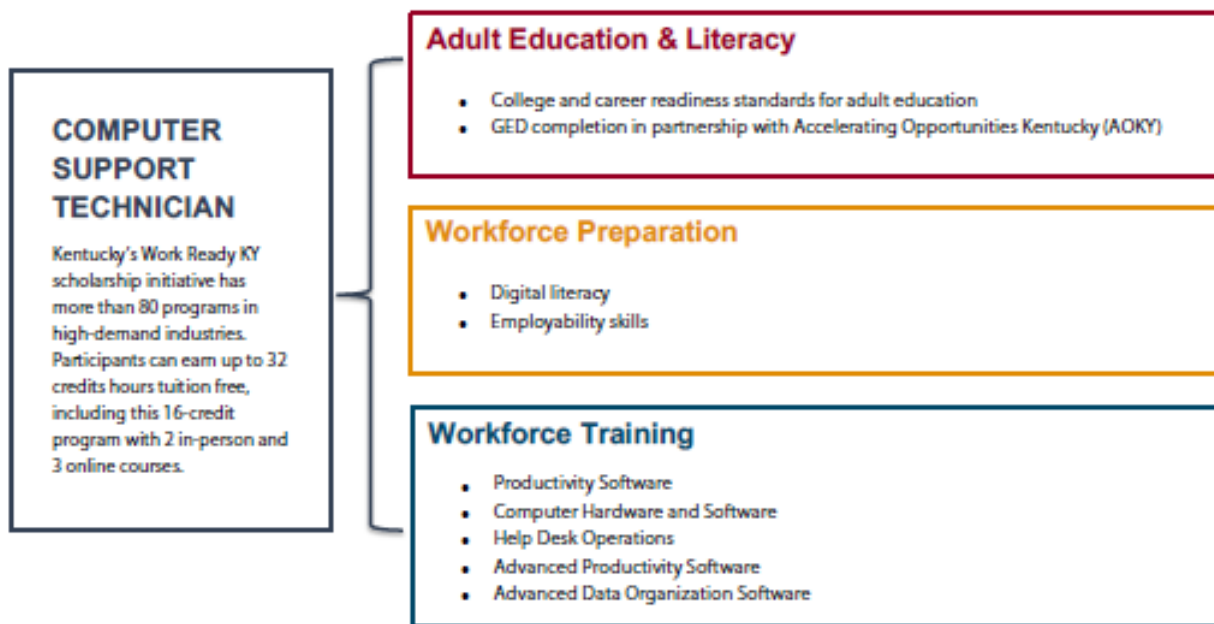 COMPUTER
SUPPORT
TECHNICIAN
Kentucky's Work Ready KY
scholarship initiative has
more than 80 programs in
high-demand industries.
Participants can earn up to 32
credits hours tuition free,
including this 16-credit
program with 2 in-person and
3 online courses.
Adult Education & Literacy
• College and career readiness standards for adult education
• GED completion in partnership with Accelerating Opportunities Kentucky (AOKY)
Workforce Preparation
• Digital literacy
• Employability skills
Workforce Training
• Productivity Software
• Computer Hardware and Software
• Help Desk Operations
• Advanced Productivity Software
• Advanced Data Organization Software